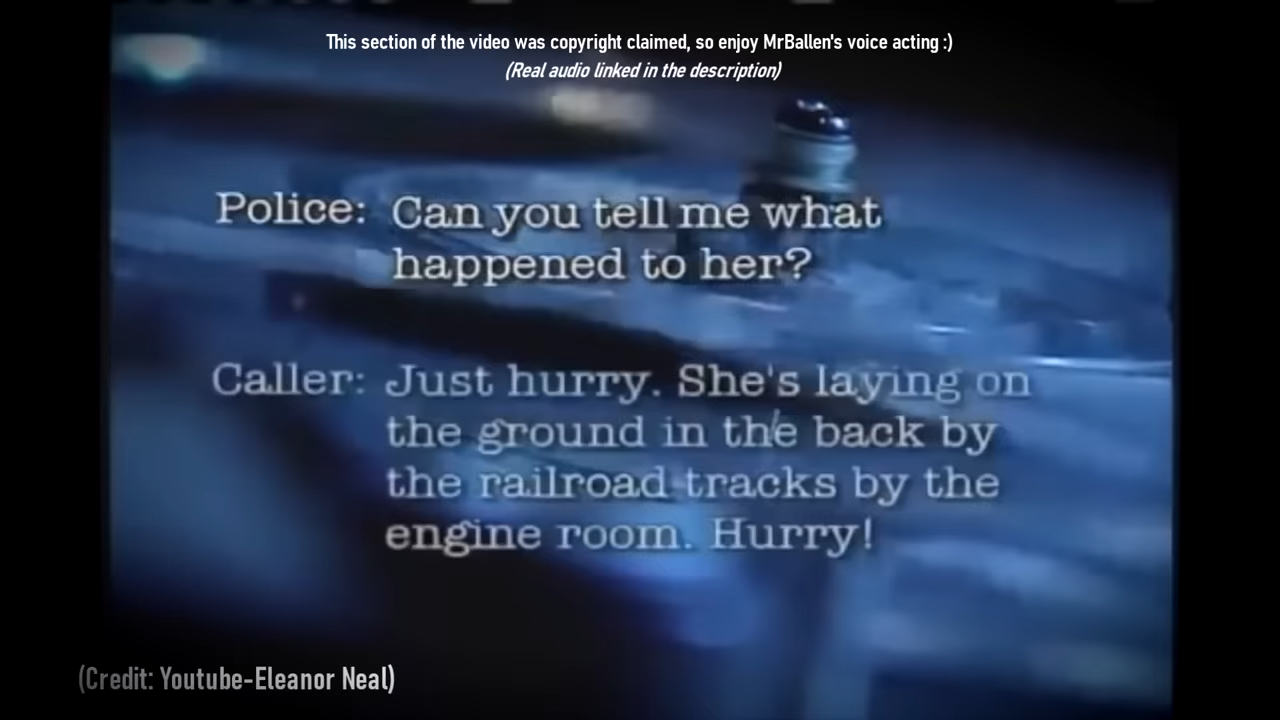 This section of the video was copyright claimed, so enjoy MrBallen's voice acting :)
(Real audio linked in the description)
Police: Can you tell me what
happened to her?
Caller: Just hurry. She's laying on
the ground in the back by
the railroad tracks by the
engine room. Hurry!
(Credit: Youtube-Eleanor Neal)